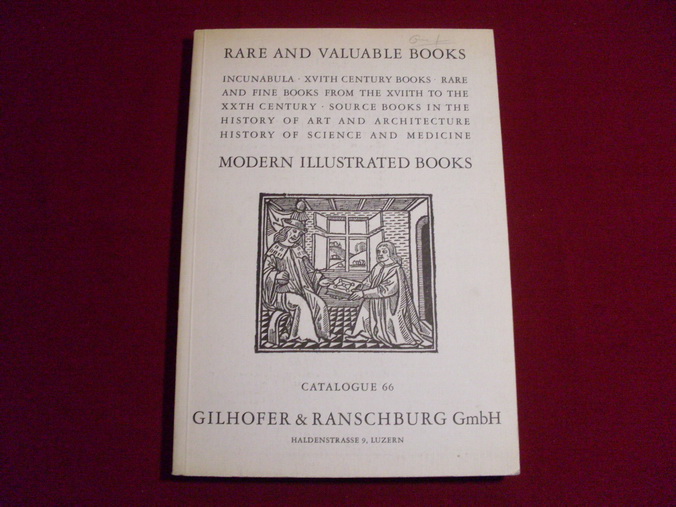 RARE AND VALUABLE BOOKS
INCUNABULA · XVITH CENTURY BOOKS · RARE
AND FINE BOOKS FROM THE XVIITH TO THE
XXTH CENTURY · SOURCE BOOKS IN THE
HISTORY OF ART AND ARCHITECTURE
HISTORY OF SCIENCE AND MEDICINE
MODERN ILLUSTRATED BOOKS
CATALOGUE 66
GILHOFER & RANSCHBURG GmbH
HALDENSTRASSE 9, LUZERN